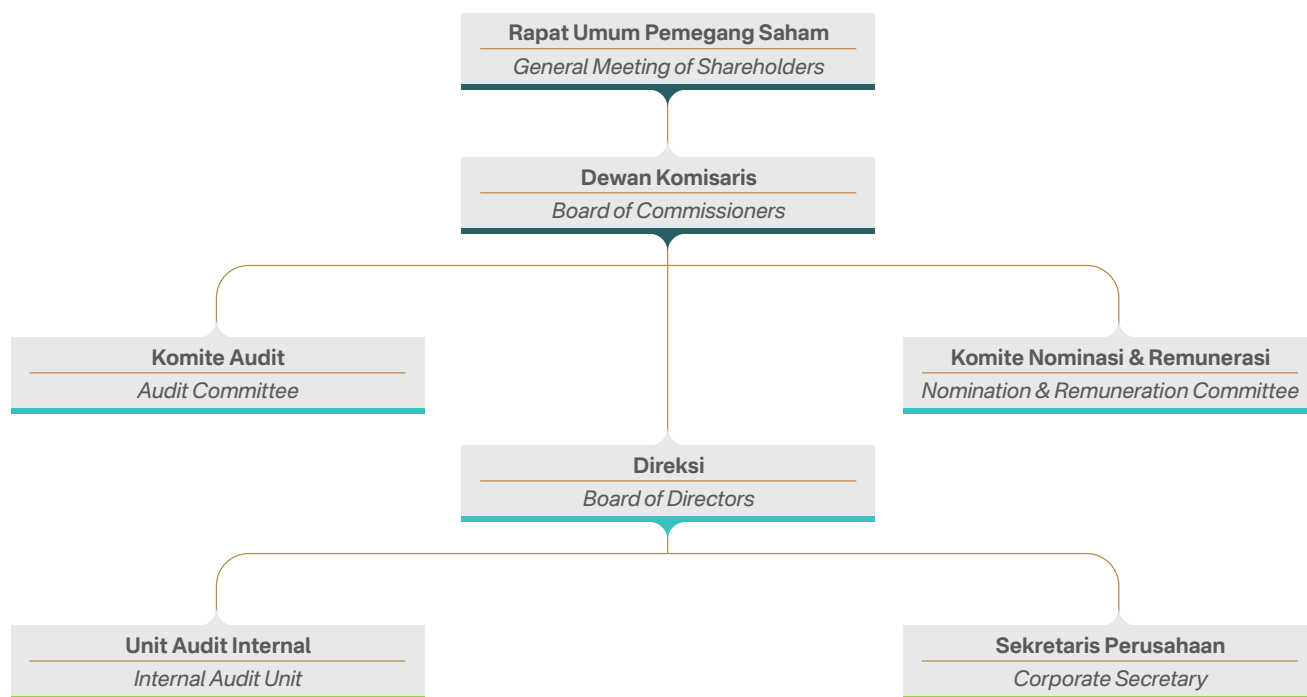 Rapat Umum Pemegang Saham
General Meeting of Shareholders
Dewan Komisaris
Board of Commissioners
Komite Audit
Audit Committee
Komite Nominasi & Remunerasi
Nomination & Remuneration Committee
Direksi
Board of Directors
Unit Audit Internal
Internal Audit Unit
Sekretaris Perusahaan
Corporate Secretary